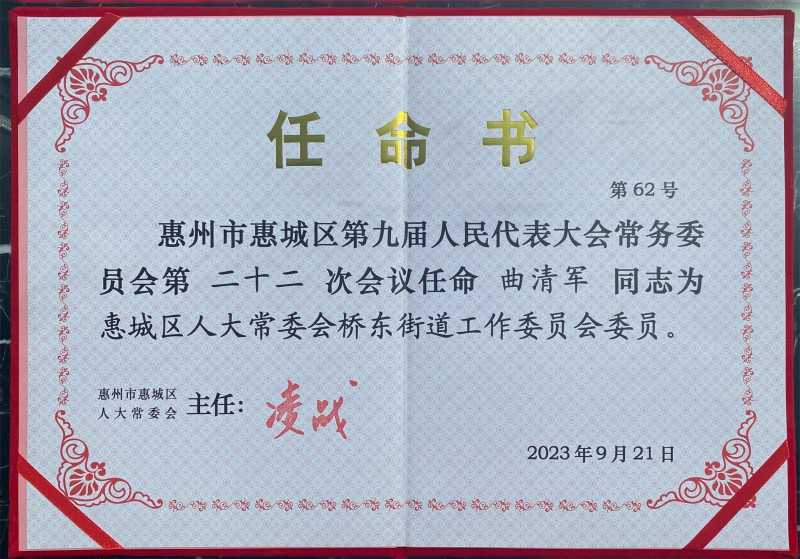 任命书
第62号
惠州市惠城区第九届人民代表大会常务委
员会第 二十二 次会议任命 曲清军 同志为
惠城区人大常委会桥东街道工作委员会委员。
惠州市惠城区
人大常委会 主任：凌战
2023年9月21日